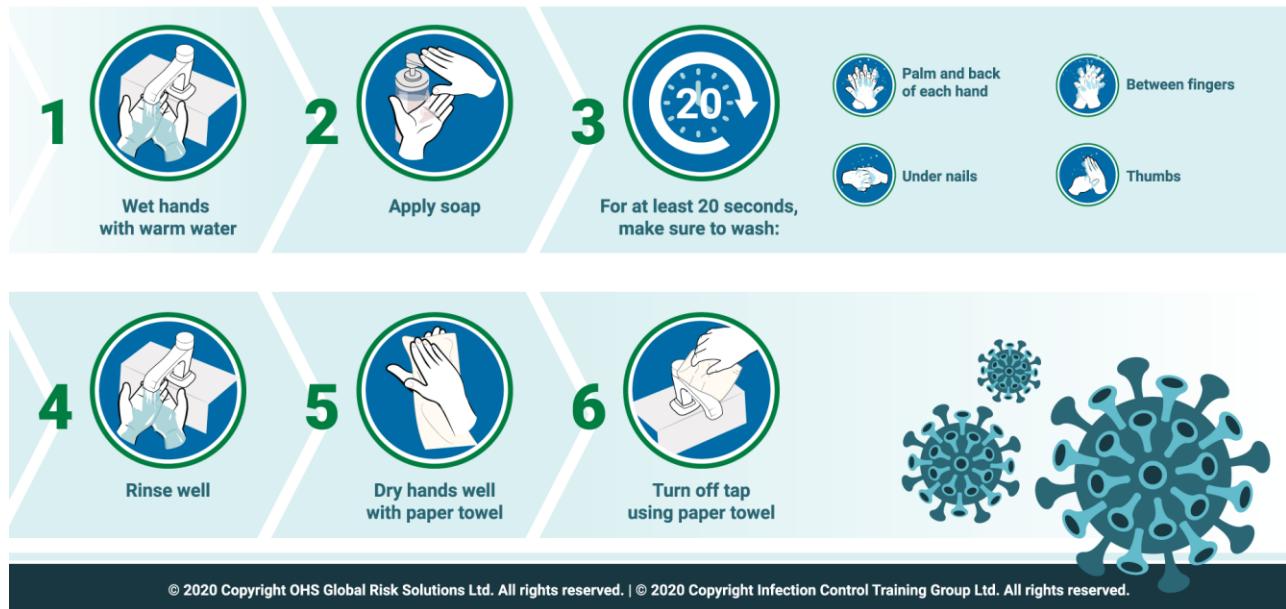 1
Wet hands
with warm water
2
Apply soap
3
20
For at least 20 seconds,
make sure to wash:
Palm and back
of each hand
Between fingers
Under nails
Thumbs
4
Rinse well
5
Dry hands well
with paper towel
6
Turn off tap
using paper towel
© 2020 Copyright OHS Global Risk Solutions Ltd. All rights reserved. | © 2020 Copyright Infection Control Training Group Ltd. All rights reserved.